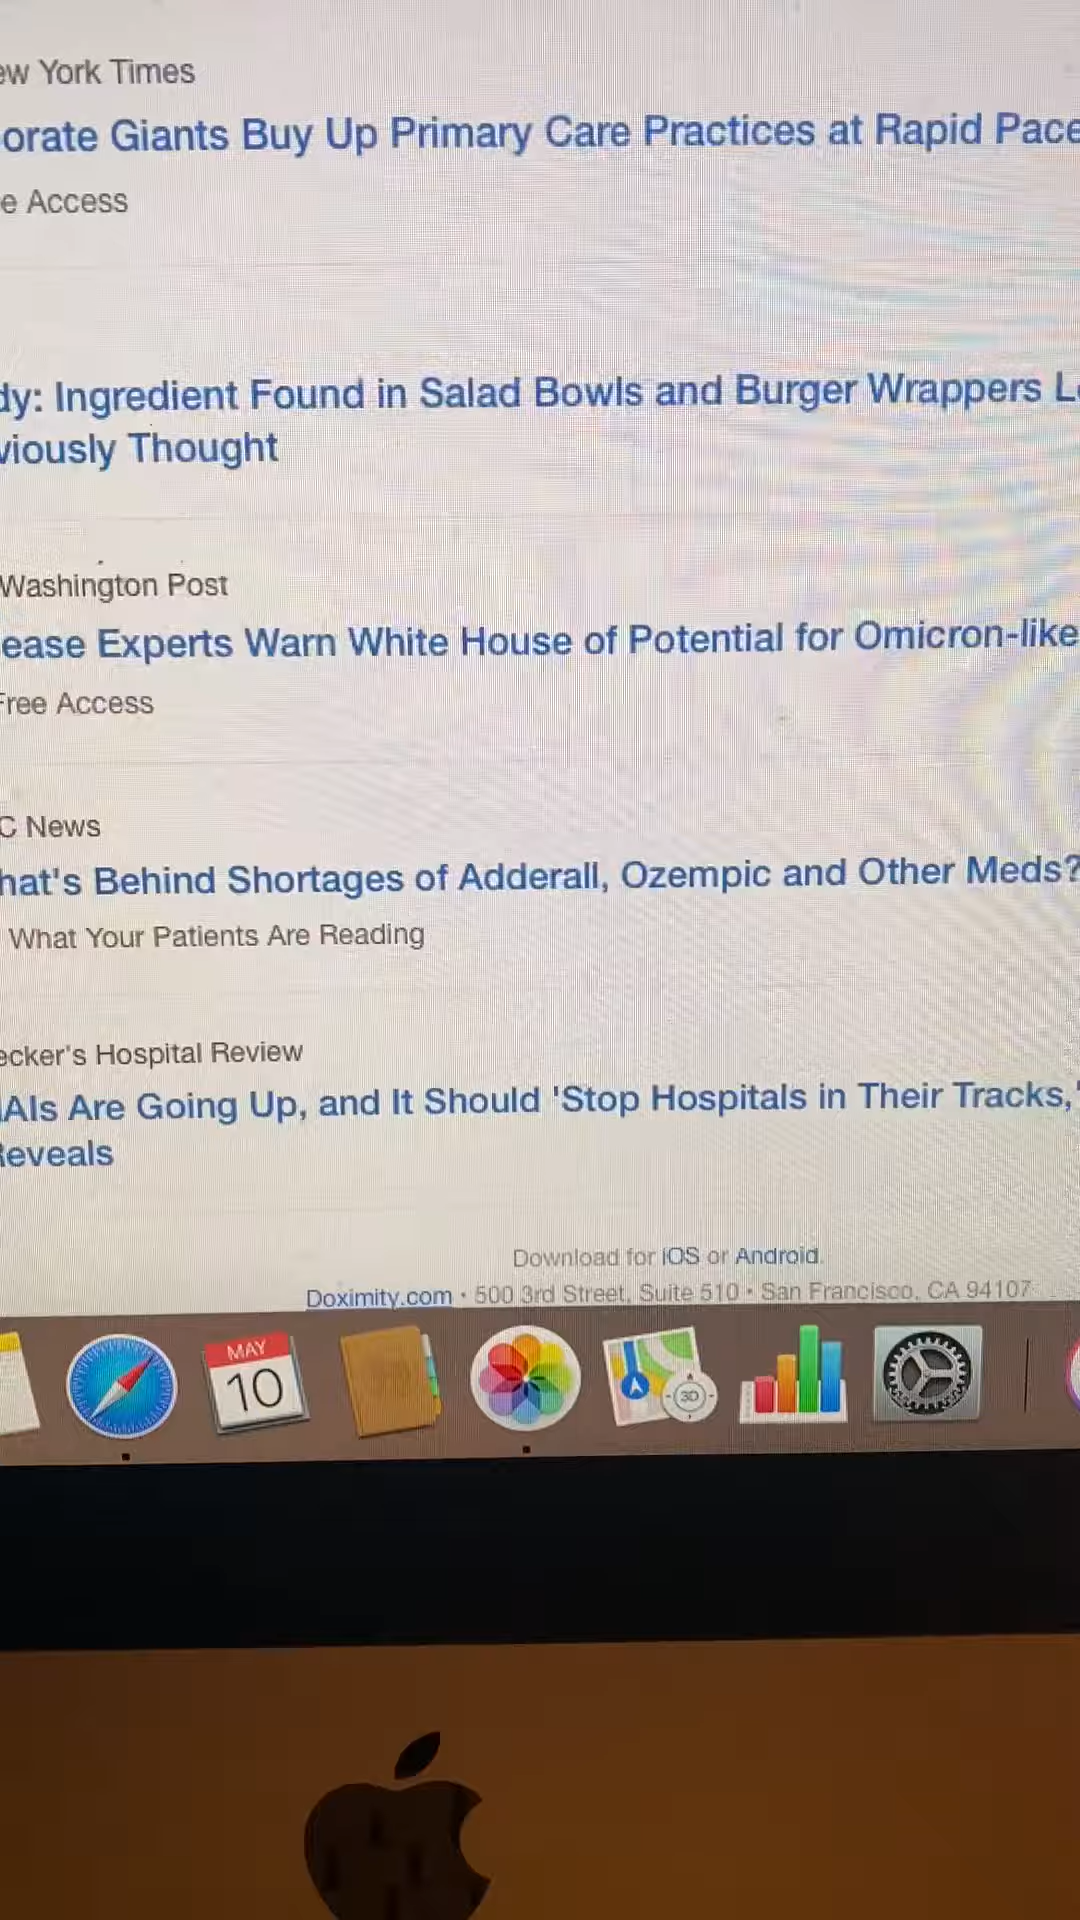 ew York Times
orate Giants Buy Up Primary Care Practices at Rapid Pace
e Access
dy: Ingredient Found in Salad Bowls and Burger Wrappers L
viously Thought
Washington Post
ease Experts Warn White House of Potential for Omicron-like
Free Access
C News
hat's Behind Shortages of Adderall, Ozempic and Other Meds?
What Your Patients Are Reading
ecker's Hospital Review
AIs Are Going Up, and It Should 'Stop Hospitals in Their Tracks,'
Reveals
Download for iOS or Android.
Doximity.com • 500 3rd Street, Suite 510 • San Francisco, CA 94107
MAY
10
3D